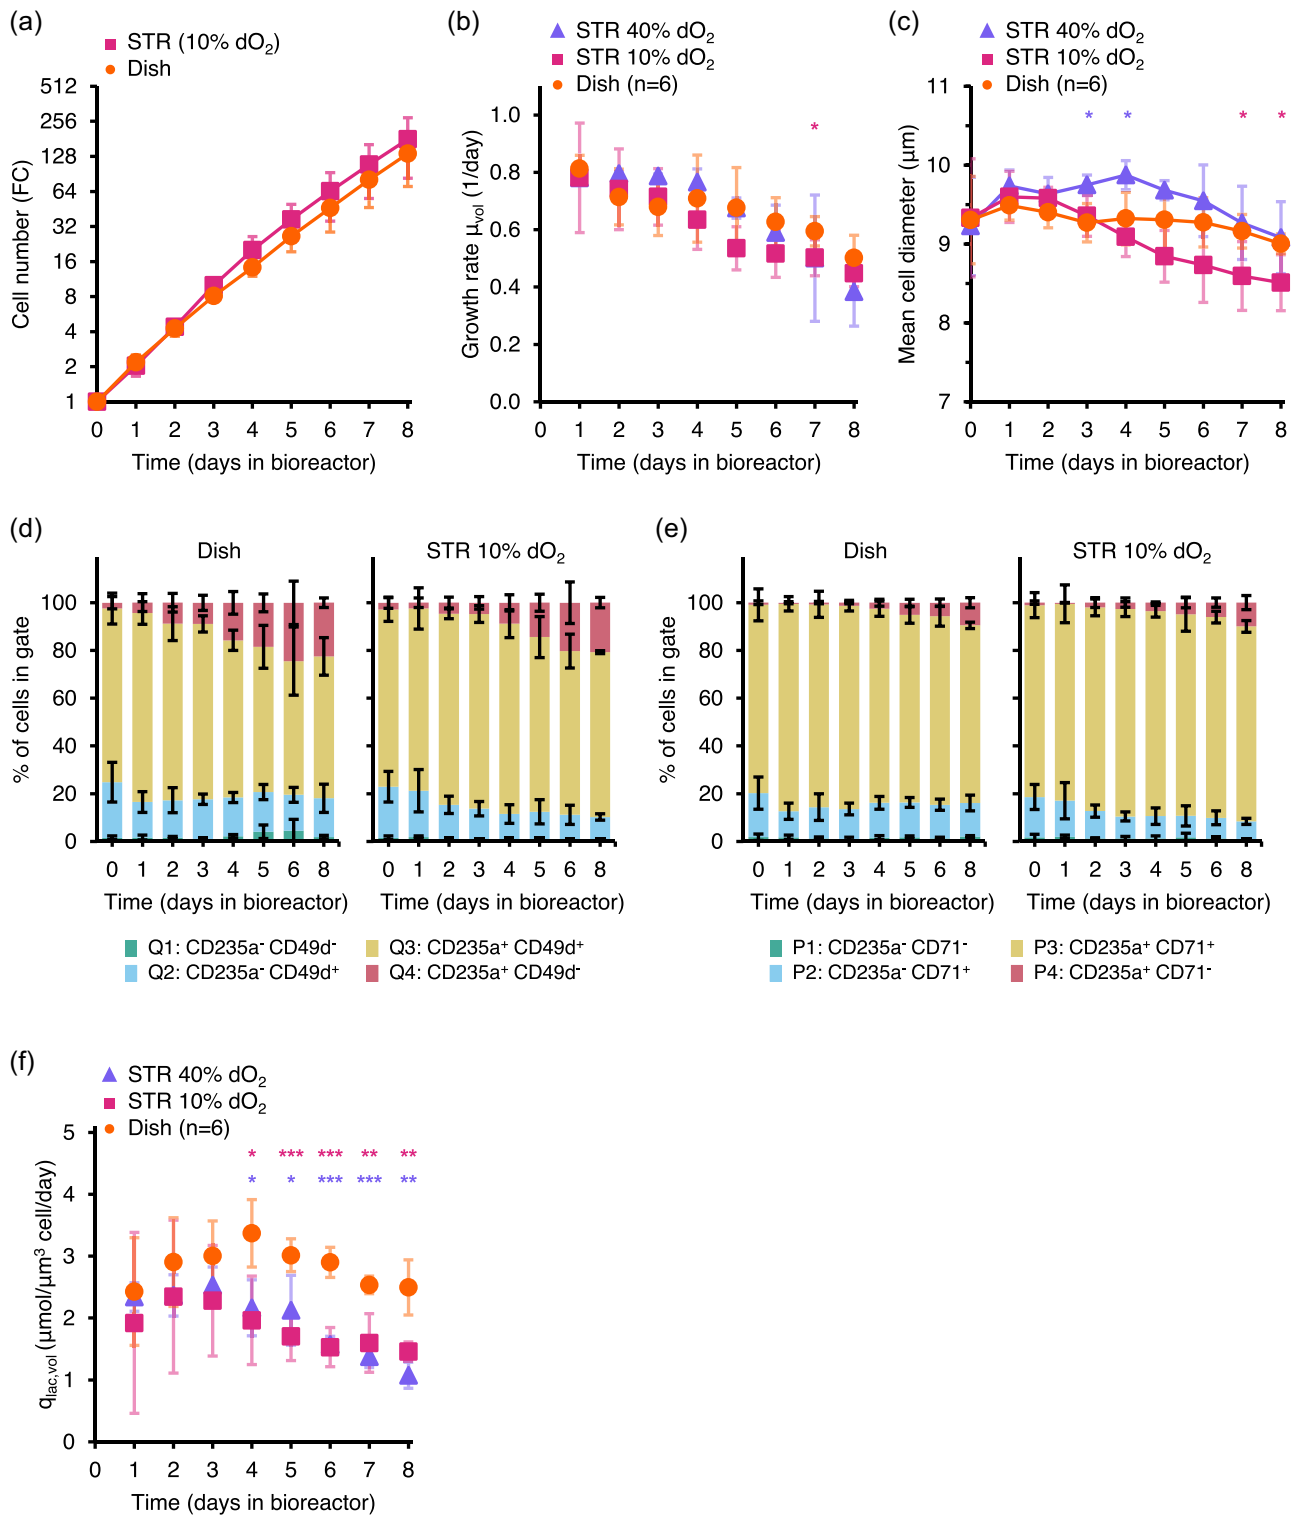 (a)
STR (10% dO2)
Dish
512
256
128
64
32
16
8
4
2
1
Cell number (FC)
0 1 2 3 4 5 6 7 8
Time (days in bioreactor)
(b)
STR 40% dO2
STR 10% dO2
Dish (n=6)
1.0
0.8
0.6
0.4
0.2
0.0
Growth rate μvol (1/day)
*
0 1 2 3 4 5 6 7 8
Time (days in bioreactor)
(c)
STR 40% dO2
STR 10% dO2
Dish (n=6)
11
10
9
8
7
Mean cell diameter (μm)
* * * *
0 1 2 3 4 5 6 7 8
Time (days in bioreactor)
(d)
Dish
STR 10% dO2
100
80
60
40
20
0
% of cells in gate
0 1 2 3 4 5 6 8
0 1 2 3 4 5 6 8
Time (days in bioreactor)
Time (days in bioreactor)
Q1: CD235a- CD49d-
Q2: CD235a- CD49d+
Q3: CD235a+ CD49d+
Q4: CD235a+ CD49d-
(e)
Dish
STR 10% dO2
100
80
60
40
20
0
% of cells in gate
0 1 2 3 4 5 6 8
0 1 2 3 4 5 6 8
Time (days in bioreactor)
Time (days in bioreactor)
P1: CD235a- CD71-
P2: CD235a- CD71+
P3: CD235a+ CD71+
P4: CD235a+ CD71-
(f)
STR 40% dO2
STR 10% dO2
Dish (n=6)
5
4
3
2
1
0
qlac,vol (μmol/μm³ cell/day)
* *** *** ** **
* * *** *** **
0 1 2 3 4 5 6 7 8
Time (days in bioreactor)